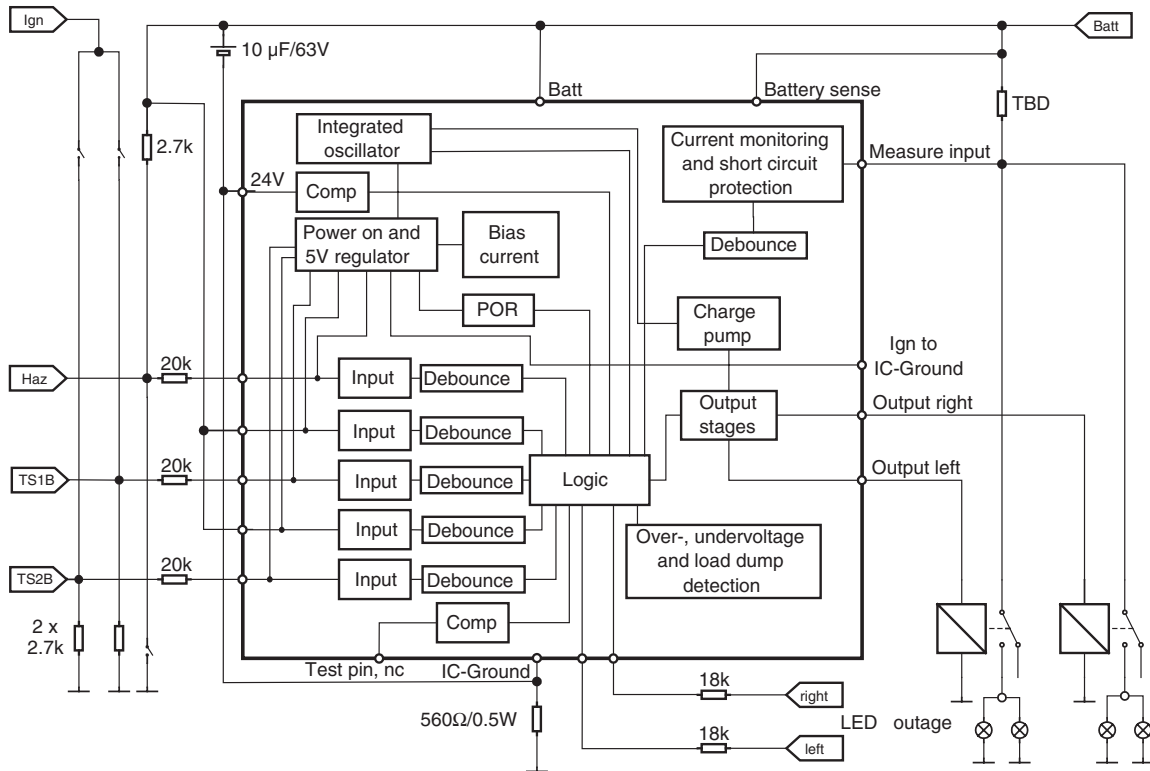 Ign
10 µF/63V
Batt
Batt
Battery sense
TBD
2.7k
Integrated
oscillator
Current monitoring
and short circuit
protection
Measure input
24V
Comp
Power on and
5V regulator
Bias
current
Debounce
POR
Charge
pump
Ign to
IC-Ground
Haz
20k
Input
Debounce
Output
stages
Output right
Input
Debounce
TS1B
20k
Input
Debounce
Logic
Output left
Input
Debounce
Over-, undervoltage
and load dump
detection
TS2B
20k
Input
Debounce
2 x
2.7k
Comp
Test pin, nc
IC-Ground
18k
right
560Ω/0.5W
LED outage
18k
left